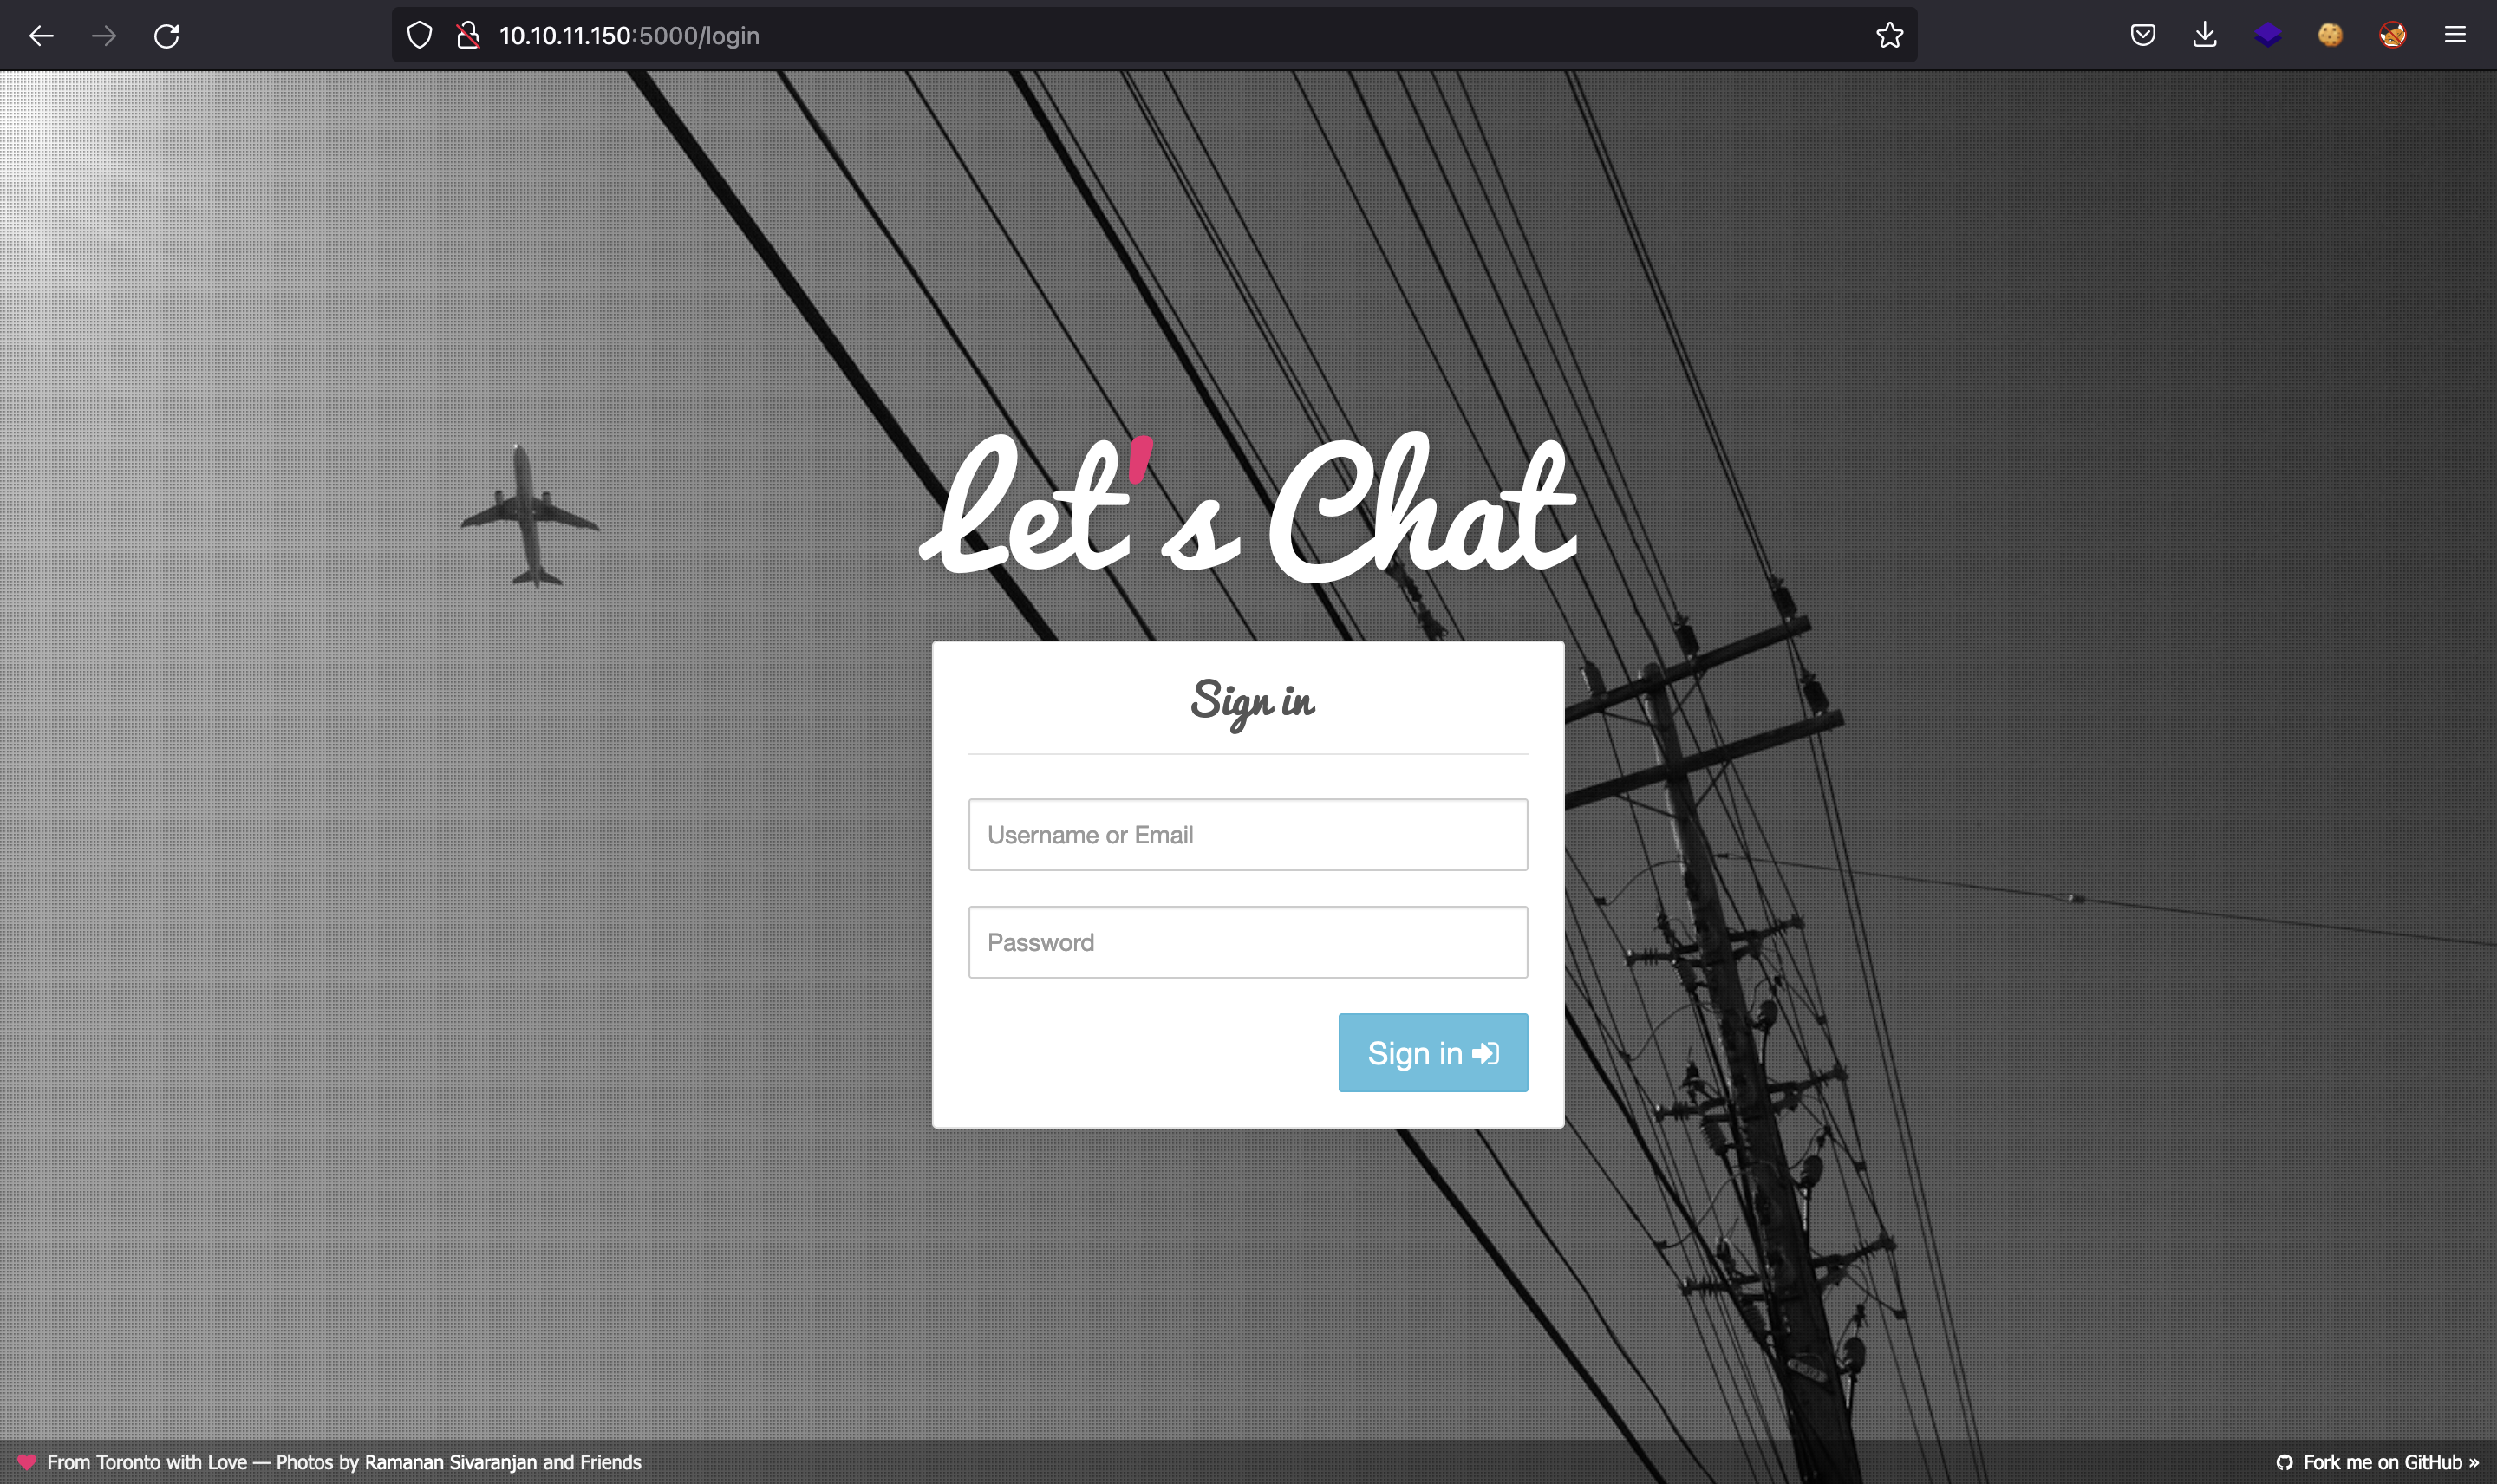 10.10.11.150:5000/login
Let's Chat
Sign in
Username or Email
Password
Sign in
From Toronto with Love — Photos by Ramanan Sivaranjan and Friends
Fork me on GitHub »